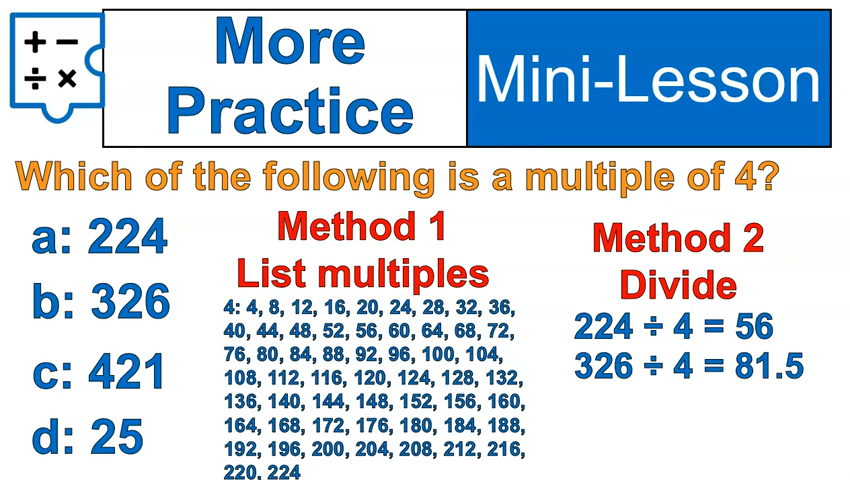 + −
÷ ×
More
Practice
Mini-Lesson
Which of the following is a multiple of 4?
a: 224
b: 326
c: 421
d: 25
Method 1
List multiples
4: 4, 8, 12, 16, 20, 24, 28, 32, 36,
40, 44, 48, 52, 56, 60, 64, 68, 72,
76, 80, 84, 88, 92, 96, 100, 104,
108, 112, 116, 120, 124, 128, 132,
136, 140, 144, 148, 152, 156, 160,
164, 168, 172, 176, 180, 184, 188,
192, 196, 200, 204, 208, 212, 216,
220, 224
Method 2
Divide
224 ÷ 4 = 56
326 ÷ 4 = 81.5